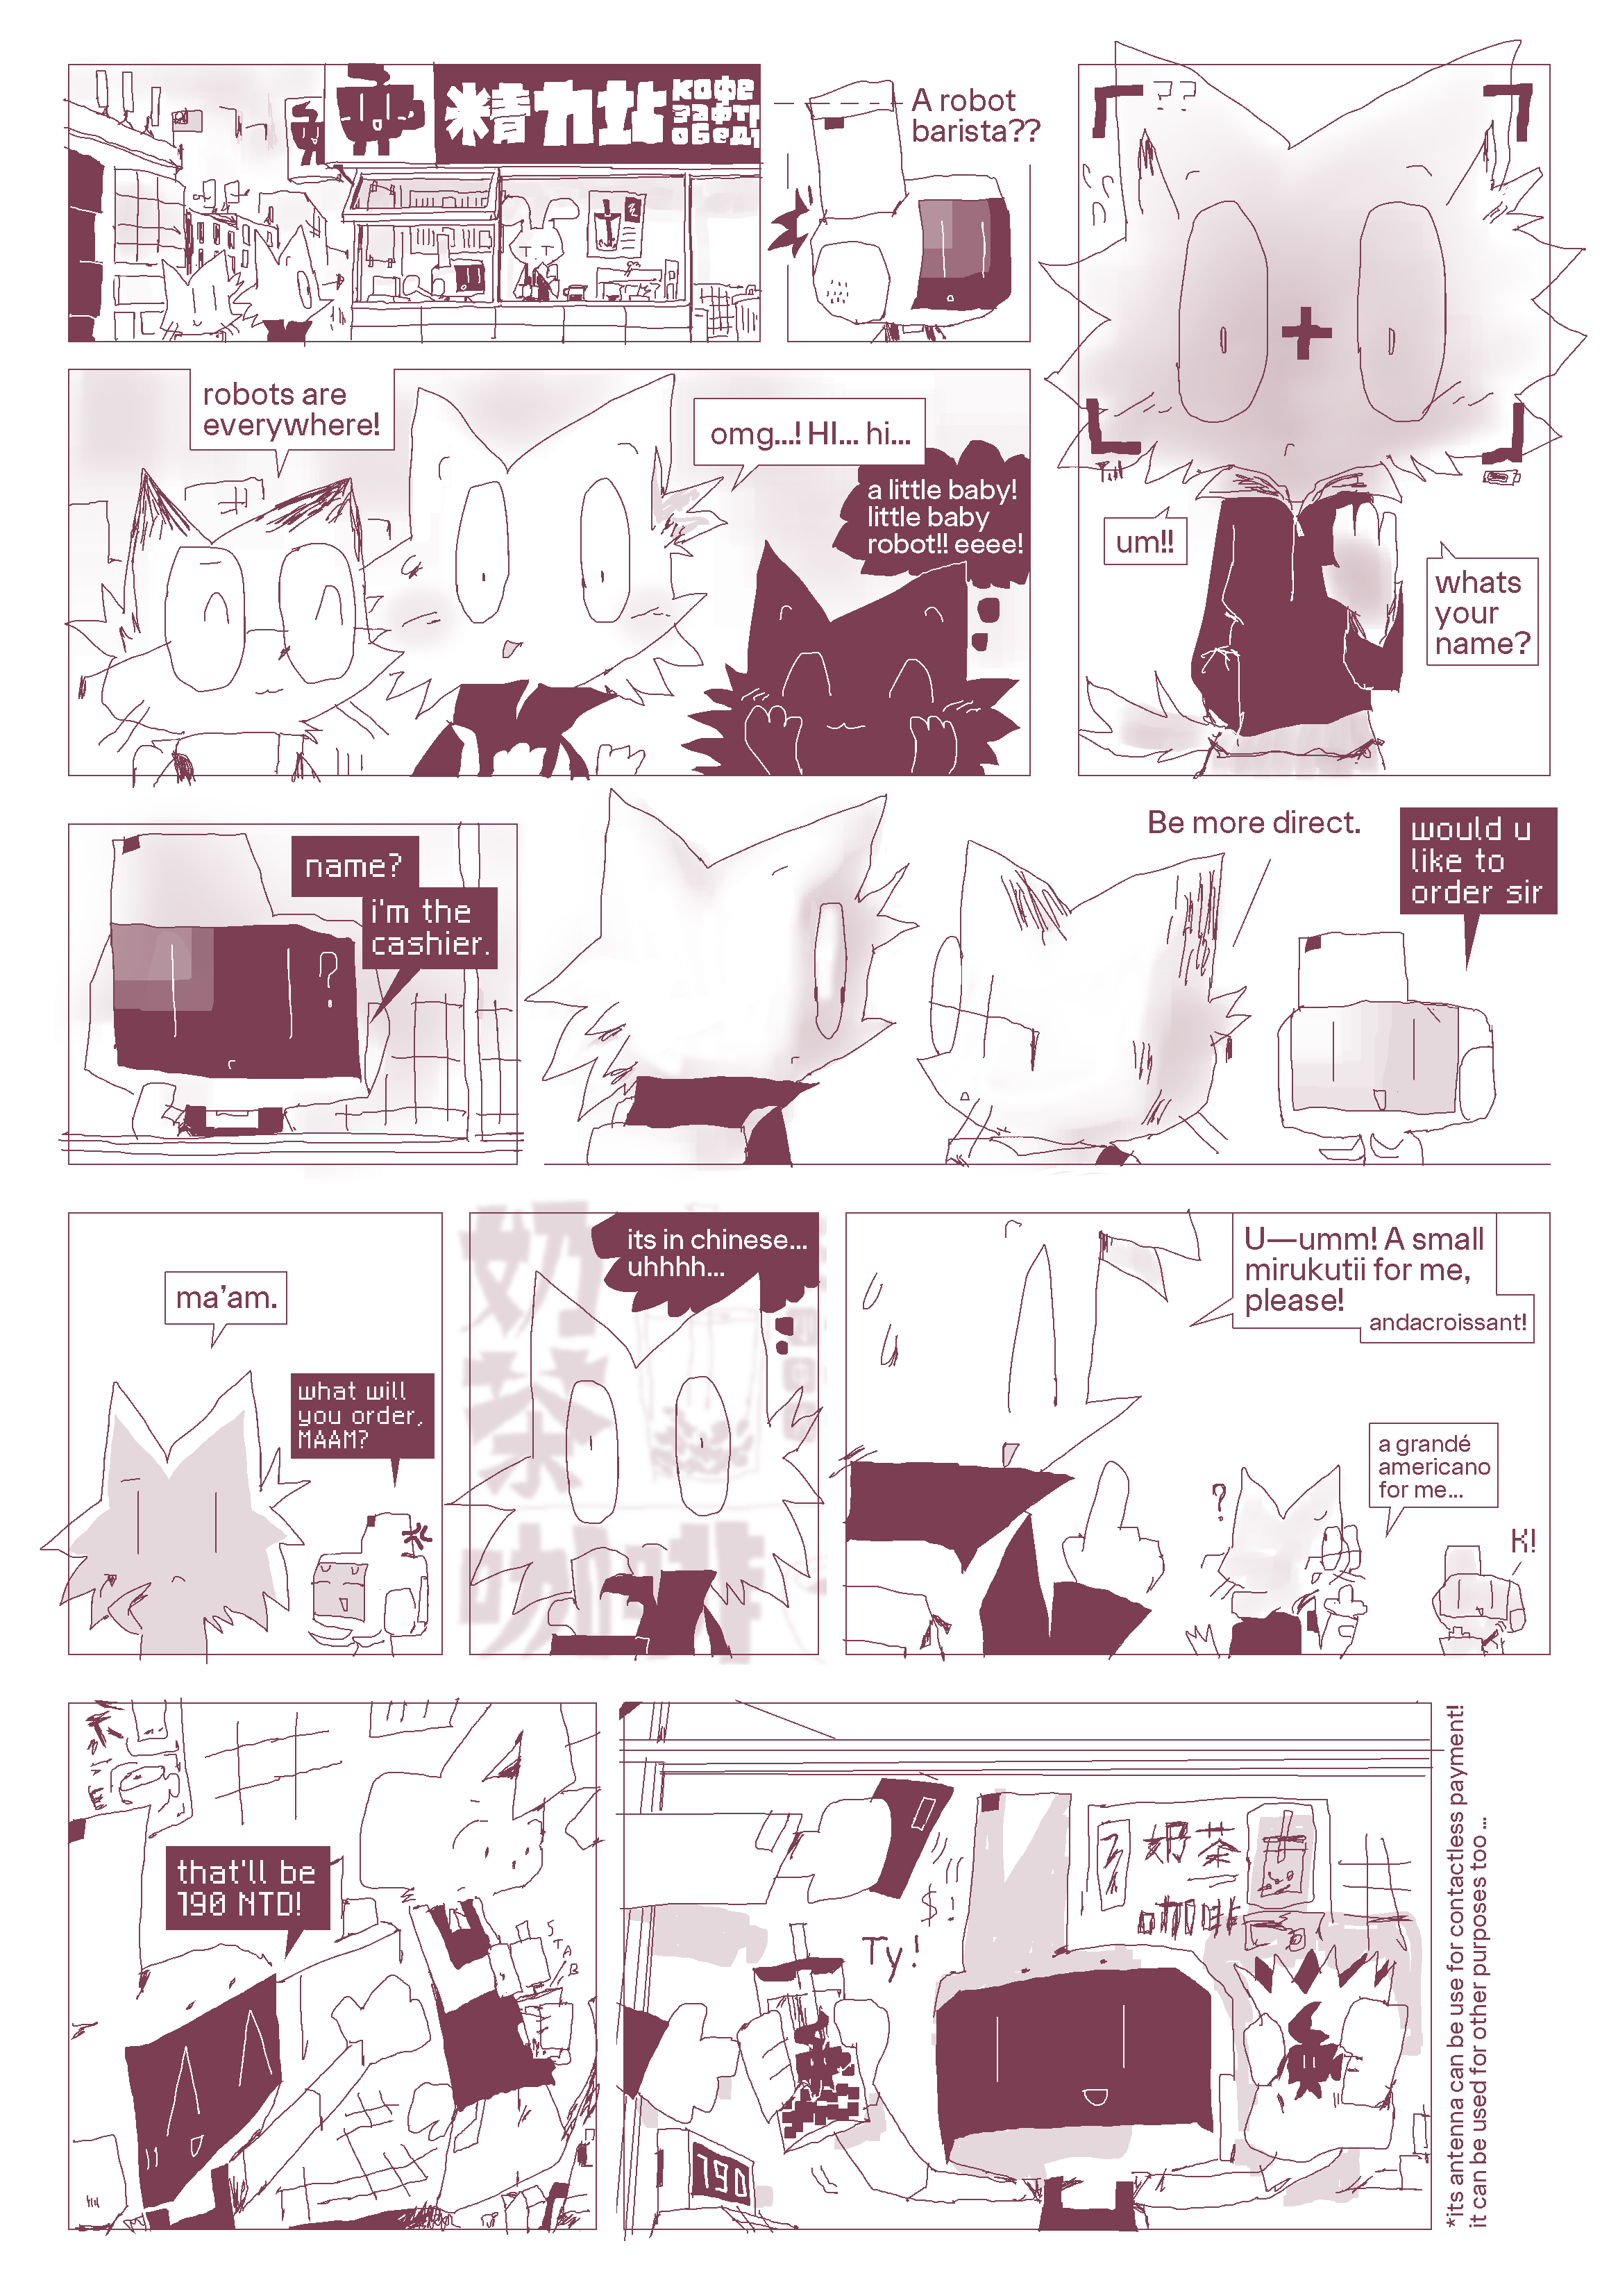 精力站
кофе
завтр
обед
A robot
barista??
??
Full
um!!
whats
your
name?
robots are
everywhere!
omg...! HI... hi...
a little baby!
little baby
robot!! eeee!
name?
?
i'm the
cashier.
Be more direct.
would u
like to
order sir
ma'am.
what will
you order,
MAAM?
奶茶
咖啡
its in chinese...
uhhhh...
U—umm! A small
mirukutii for me,
please!
andacroissant!
?
a grandé
americano
for me...
K!
that'll be
190 NTD!
STAB
$!
Ty!
奶茶
咖啡
190
*its antenna can be use for contactless payment!
it can be used for other purposes too...